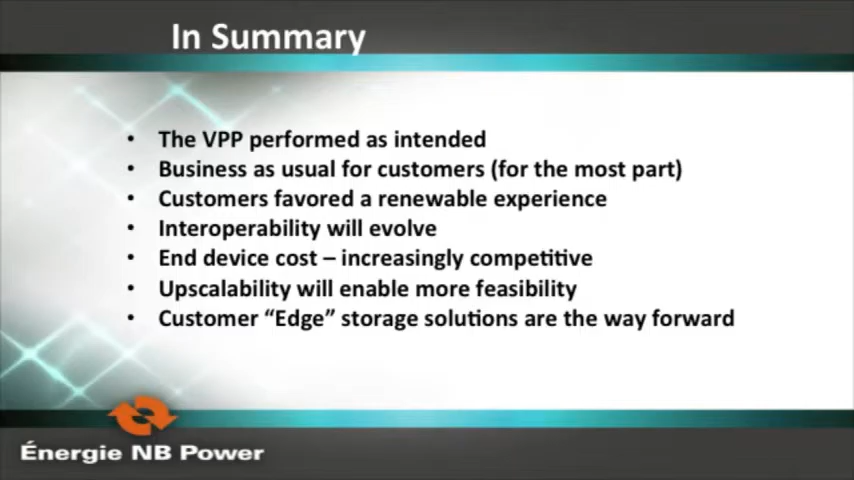 In Summary
• The VPP performed as intended
• Business as usual for customers (for the most part)
• Customers favored a renewable experience
• Interoperability will evolve
• End device cost – increasingly competitive
• Upscalability will enable more feasibility
• Customer “Edge” storage solutions are the way forward
Énergie NB Power